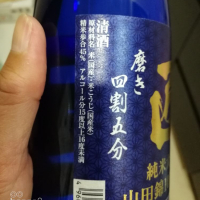 清酒
原材料名 米(国産)・米こうじ(国産米)
精米歩合45% アルコール分15度以上16度未満
磨き
四割五分
純米
山田錦